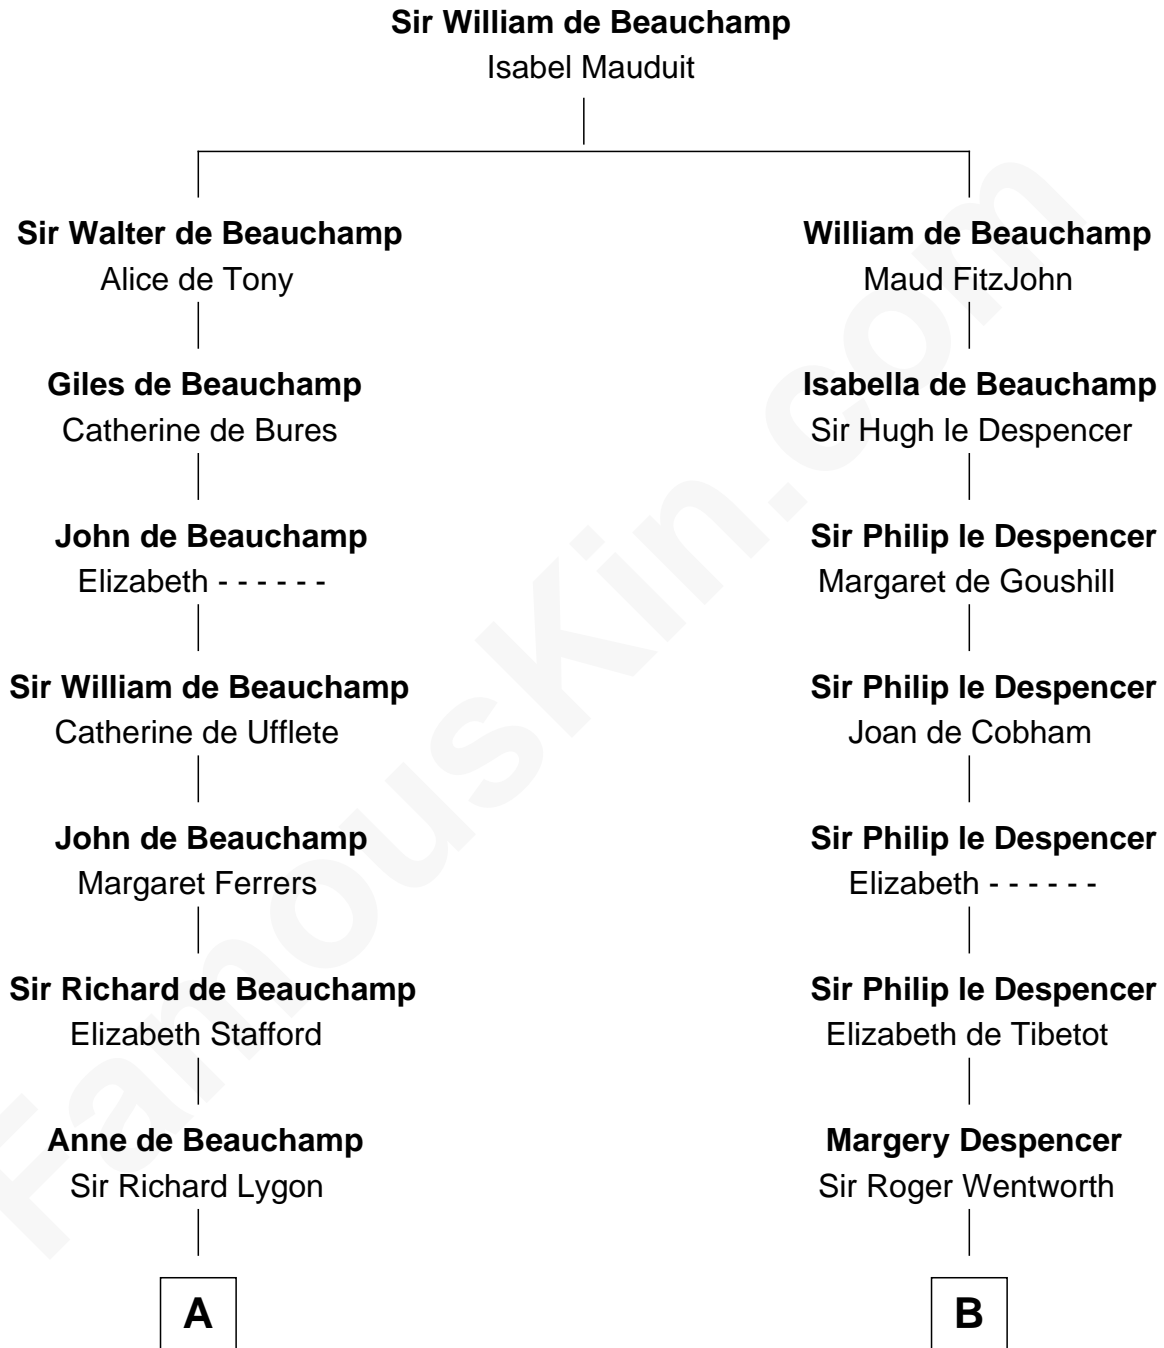 Sir William de Beauchamp
Isabel Mauduit
Sir Walter de Beauchamp
Alice de Tony
William de Beauchamp
Maud FitzJohn
Giles de Beauchamp
Catherine de Bures
Isabella de Beauchamp
Sir Hugh le Despencer
John de Beauchamp
Elizabeth - - - - - -
Sir Philip le Despencer
Margaret de Goushill
Sir William de Beauchamp
Catherine de Ufflete
Sir Philip le Despencer
Joan de Cobham
John de Beauchamp
Margaret Ferrers
Sir Philip le Despencer
Elizabeth - - - - - -
Sir Richard de Beauchamp
Elizabeth Stafford
Sir Philip le Despencer
Elizabeth de Tibetot
Anne de Beauchamp
Sir Richard Lygon
Margery Despencer
Sir Roger Wentworth
A
B
FamousKin.com